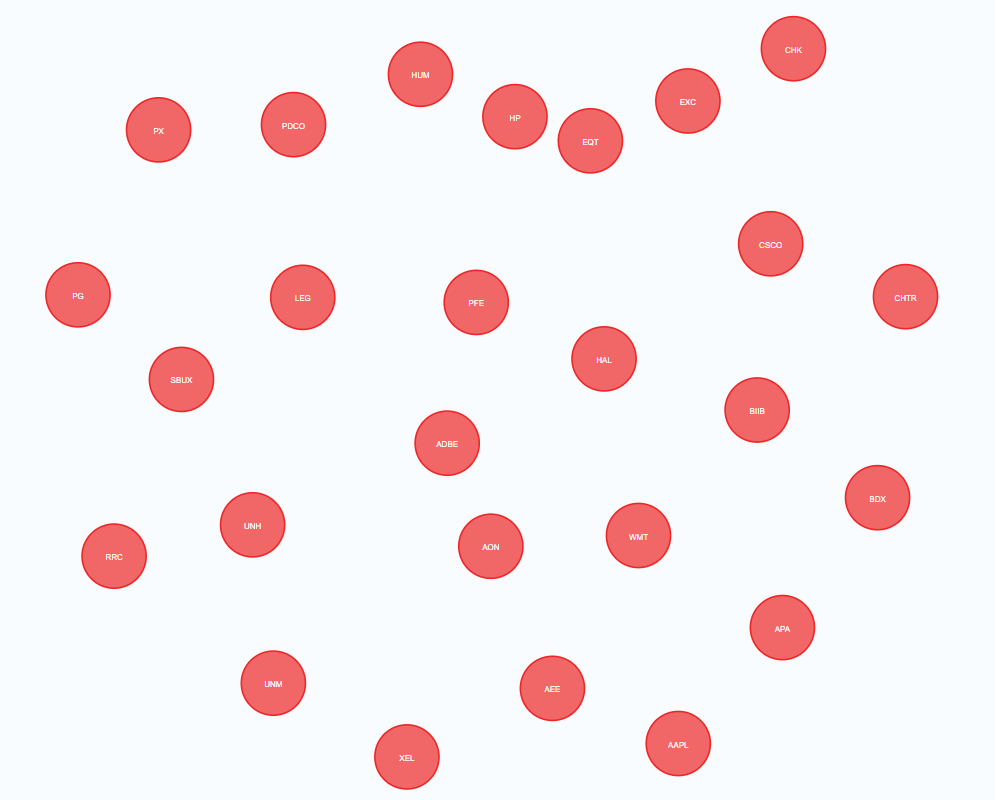 CHK
HUM
EXC
HP
PDCO
PX
EQT
CSCO
PG
LEG
CHTR
PFE
HAL
SBUX
BIIB
ADBE
BDX
UNH
WMT
AON
RRC
APA
UNM
AEE
AAPL
XEL